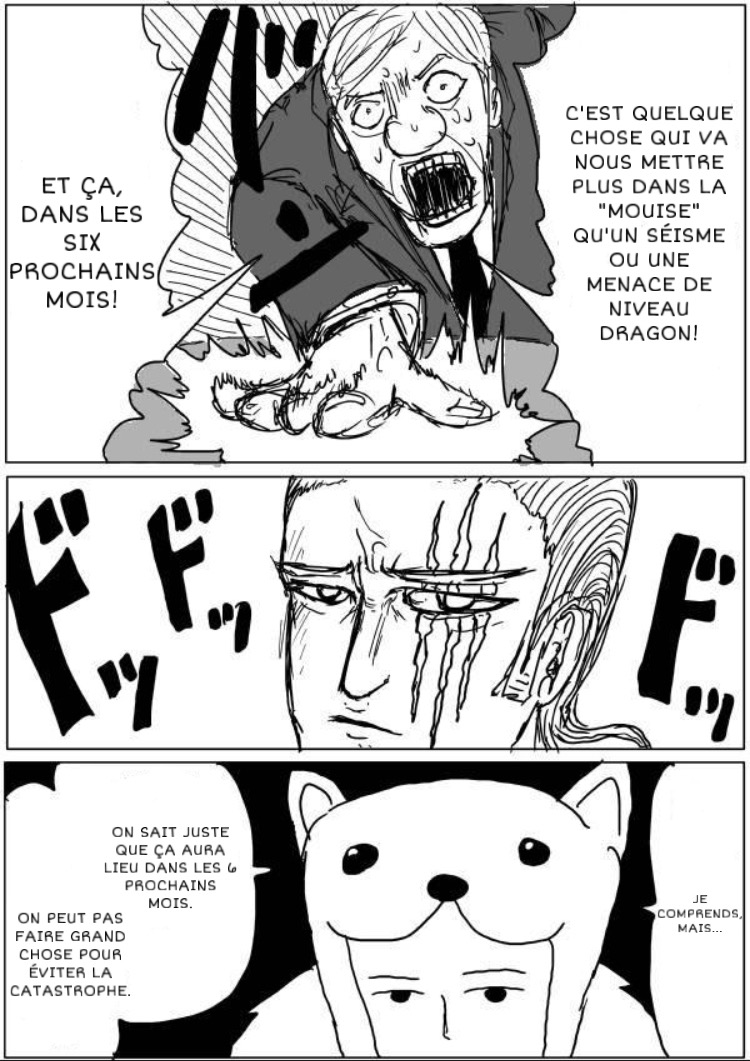 C'EST QUELQUE
CHOSE QUI VA
NOUS METTRE
PLUS DANS LA
"MOUISE"
QU'UN SÉISME
OU UNE
MENACE DE
NIVEAU
DRAGON!
ET ÇA,
DANS LES
SIX
PROCHAINS
MOIS!
バン
ドッ
ドッ
ドッ
JE
COMPRENDS,
MAIS...
ON SAIT JUSTE
QUE ÇA AURA
LIEU DANS LES 6
PROCHAINS
MOIS.
ON PEUT PAS
FAIRE GRAND
CHOSE POUR
ÉVITER LA
CATASTROPHE.